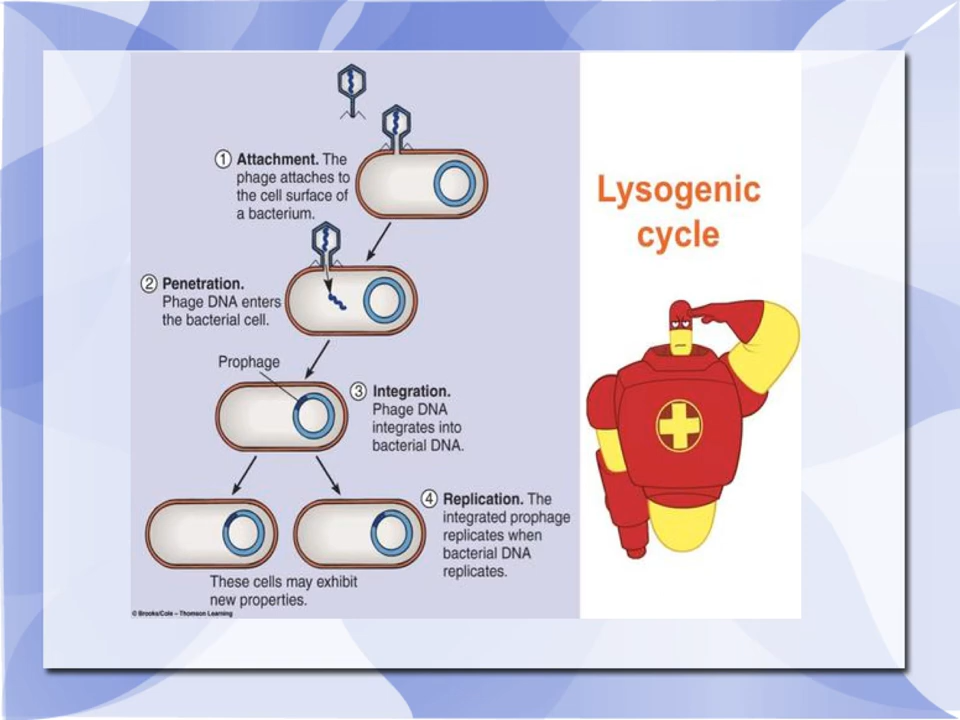 ① Attachment. The
phage attaches to
the cell surface of
a bacterium.
② Penetration.
Phage DNA enters
the bacterial cell.
Prophage
③ Integration.
Phage DNA
integrates into
bacterial DNA.
④ Replication. The
integrated prophage
replicates when
bacterial DNA
replicates.
These cells may exhibit
new properties.
© Brooks/Cole – Thomson Learning
Lysogenic
cycle